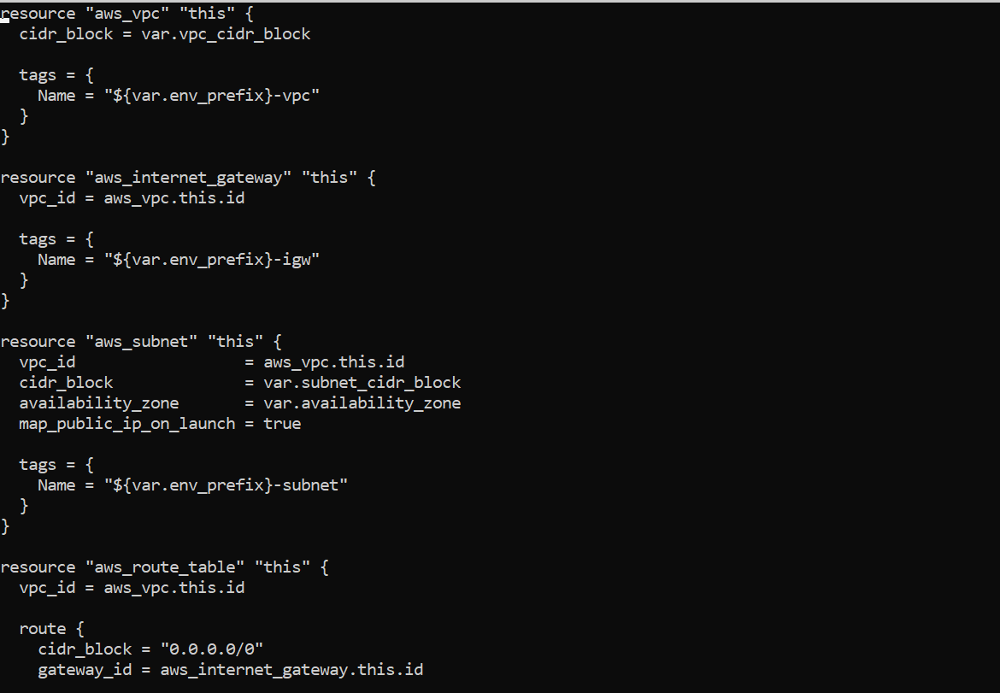 resource "aws_vpc" "this" {
  cidr_block = var.vpc_cidr_block

  tags = {
    Name = "${var.env_prefix}-vpc"
  }
}

resource "aws_internet_gateway" "this" {
  vpc_id = aws_vpc.this.id

  tags = {
    Name = "${var.env_prefix}-igw"
  }
}

resource "aws_subnet" "this" {
  vpc_id                  = aws_vpc.this.id
  cidr_block              = var.subnet_cidr_block
  availability_zone       = var.availability_zone
  map_public_ip_on_launch = true

  tags = {
    Name = "${var.env_prefix}-subnet"
  }
}

resource "aws_route_table" "this" {
  vpc_id = aws_vpc.this.id

  route {
    cidr_block = "0.0.0.0/0"
    gateway_id = aws_internet_gateway.this.id